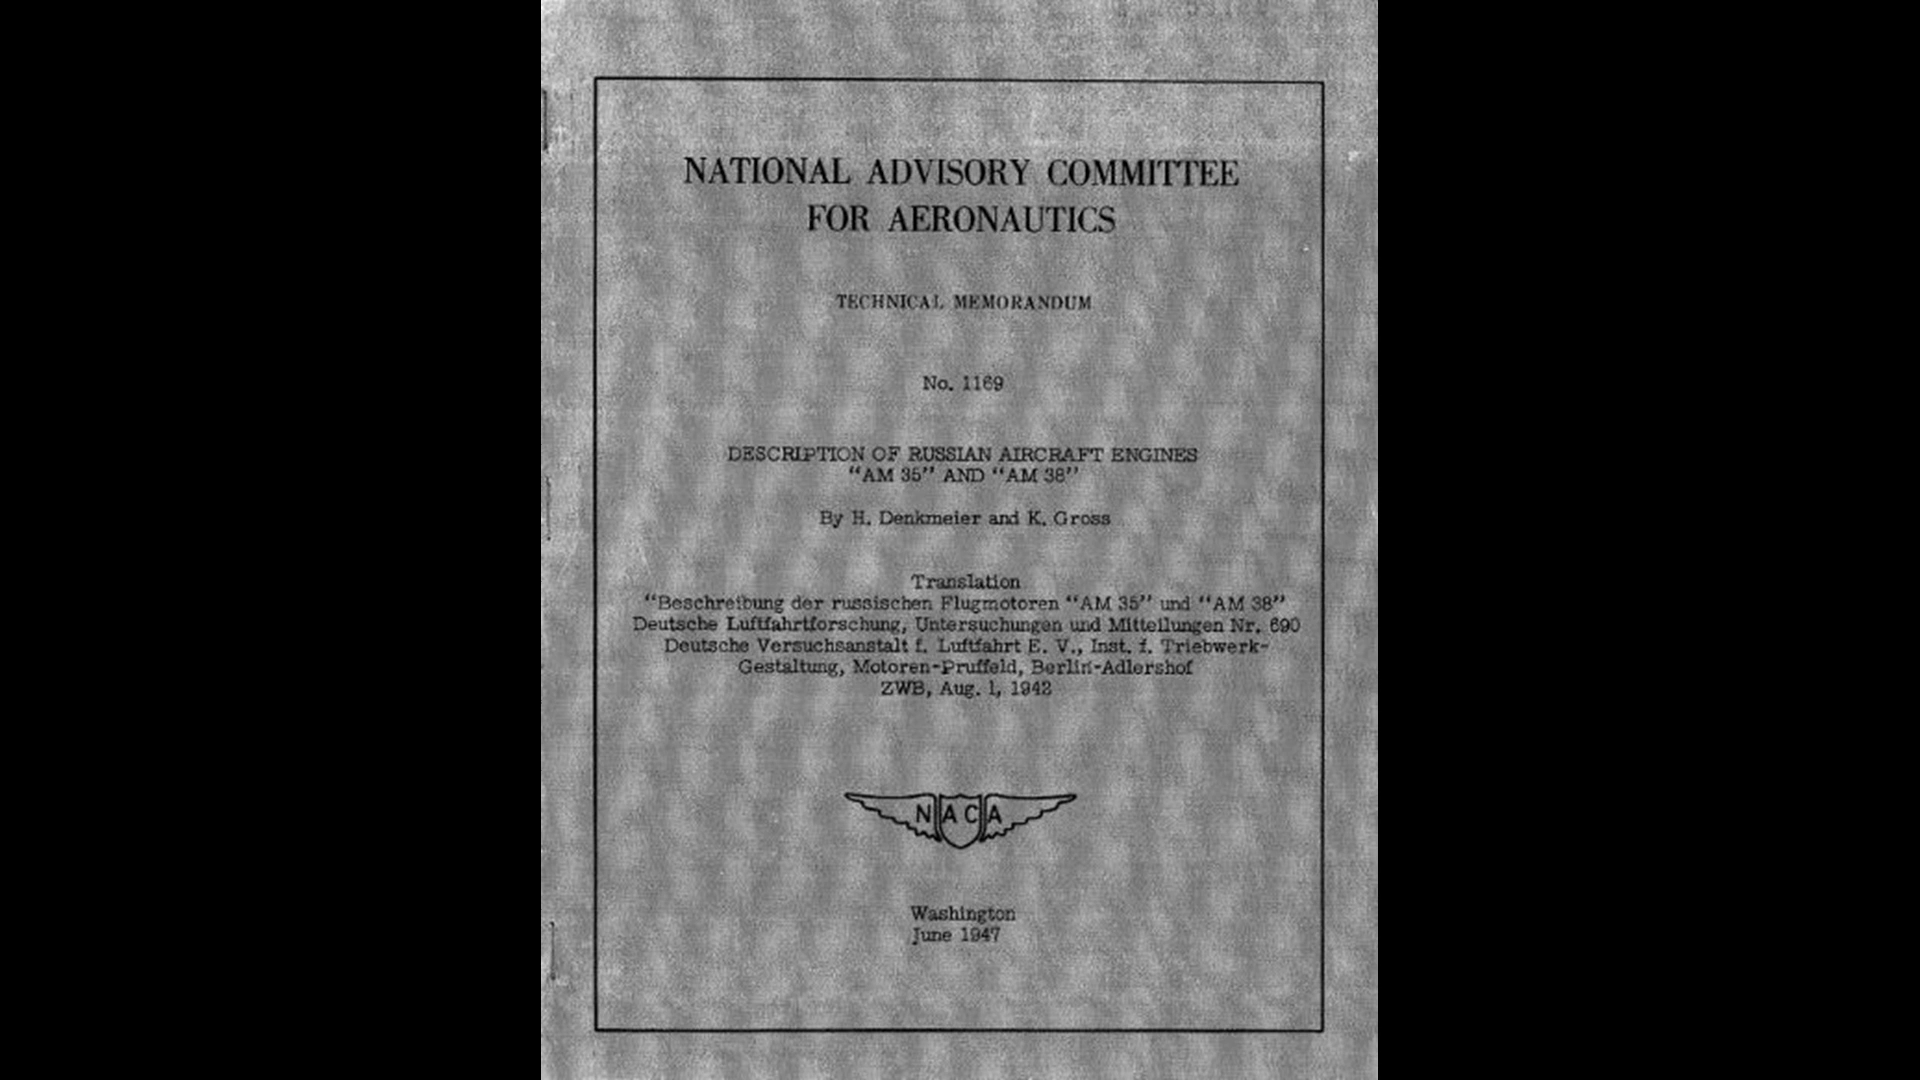 NATIONAL ADVISORY COMMITTEE
FOR AERONAUTICS
TECHNICAL MEMORANDUM
No. 1169
DESCRIPTION OF RUSSIAN AIRCRAFT ENGINES
“AM 35” AND “AM 38”
By H. Denkmeier and K. Gross
Translation
“Beschreibung der russischen Flugmotoren “AM 35” und “AM 38”
Deutsche Luftfahrtforschung, Untersuchungen und Mitteilungen Nr. 690
Deutsche Versuchsanstalt f. Luftfahrt E. V., Inst. f. Triebwerk-
Gestaltung, Motoren-Pruffeld, Berlin-Adlershof
ZWB, Aug. 1, 1942
NACA
Washington
June 1947